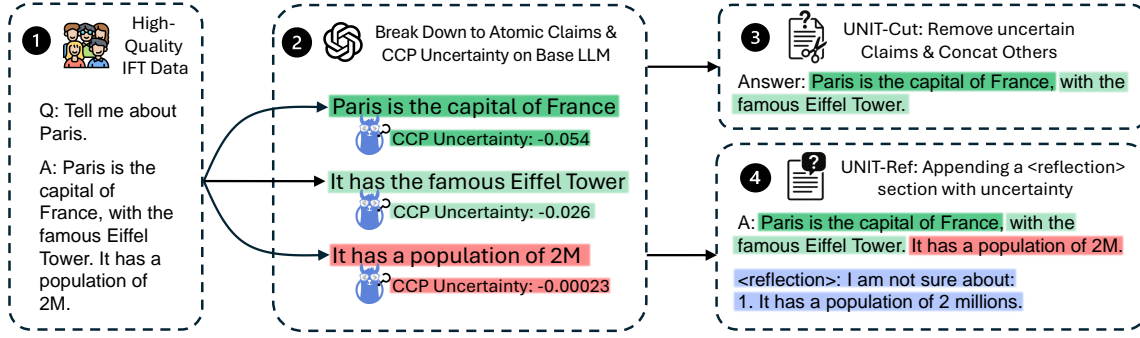 1
High-
Quality
IFT Data
Q: Tell me about
Paris.
A: Paris is the
capital of
France, with the
famous Eiffel
Tower. It has a
population of
2M.
2
Break Down to Atomic Claims &
CCP Uncertainty on Base LLM
Paris is the capital of France
CCP Uncertainty: -0.054
It has the famous Eiffel Tower
CCP Uncertainty: -0.026
It has a population of 2M
CCP Uncertainty: -0.00023
3
?
UNIT-Cut: Remove uncertain
Claims & Concat Others
Answer: Paris is the capital of France, with the
famous Eiffel Tower.
4
?
UNIT-Ref: Appending a <reflection>
section with uncertainty
A: Paris is the capital of France, with the
famous Eiffel Tower. It has a population of 2M.
<reflection>: I am not sure about:
1. It has a population of 2 millions.